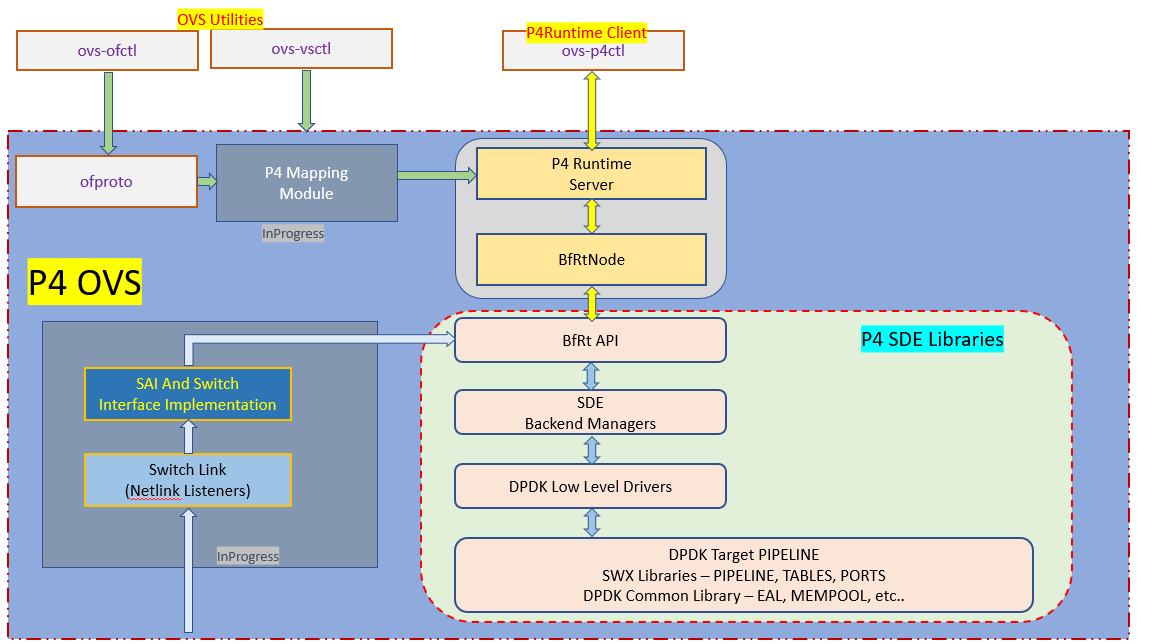 OVS Utilities
P4Runtime Client
ovs-ofctl
ovs-vsctl
ovs-p4ctl
ofproto
P4 Mapping
Module
InProgress
P4 Runtime
Server
BfRtNode
P4 OVS
P4 SDE Libraries
BfRt API
SDE
Backend Managers
DPDK Low Level Drivers
DPDK Target PIPELINE
SWX Libraries – PIPELINE, TABLES, PORTS
DPDK Common Library – EAL, MEMPOOL, etc..
SAI And Switch
Interface Implementation
Switch Link
(Netlink Listeners)
InProgress